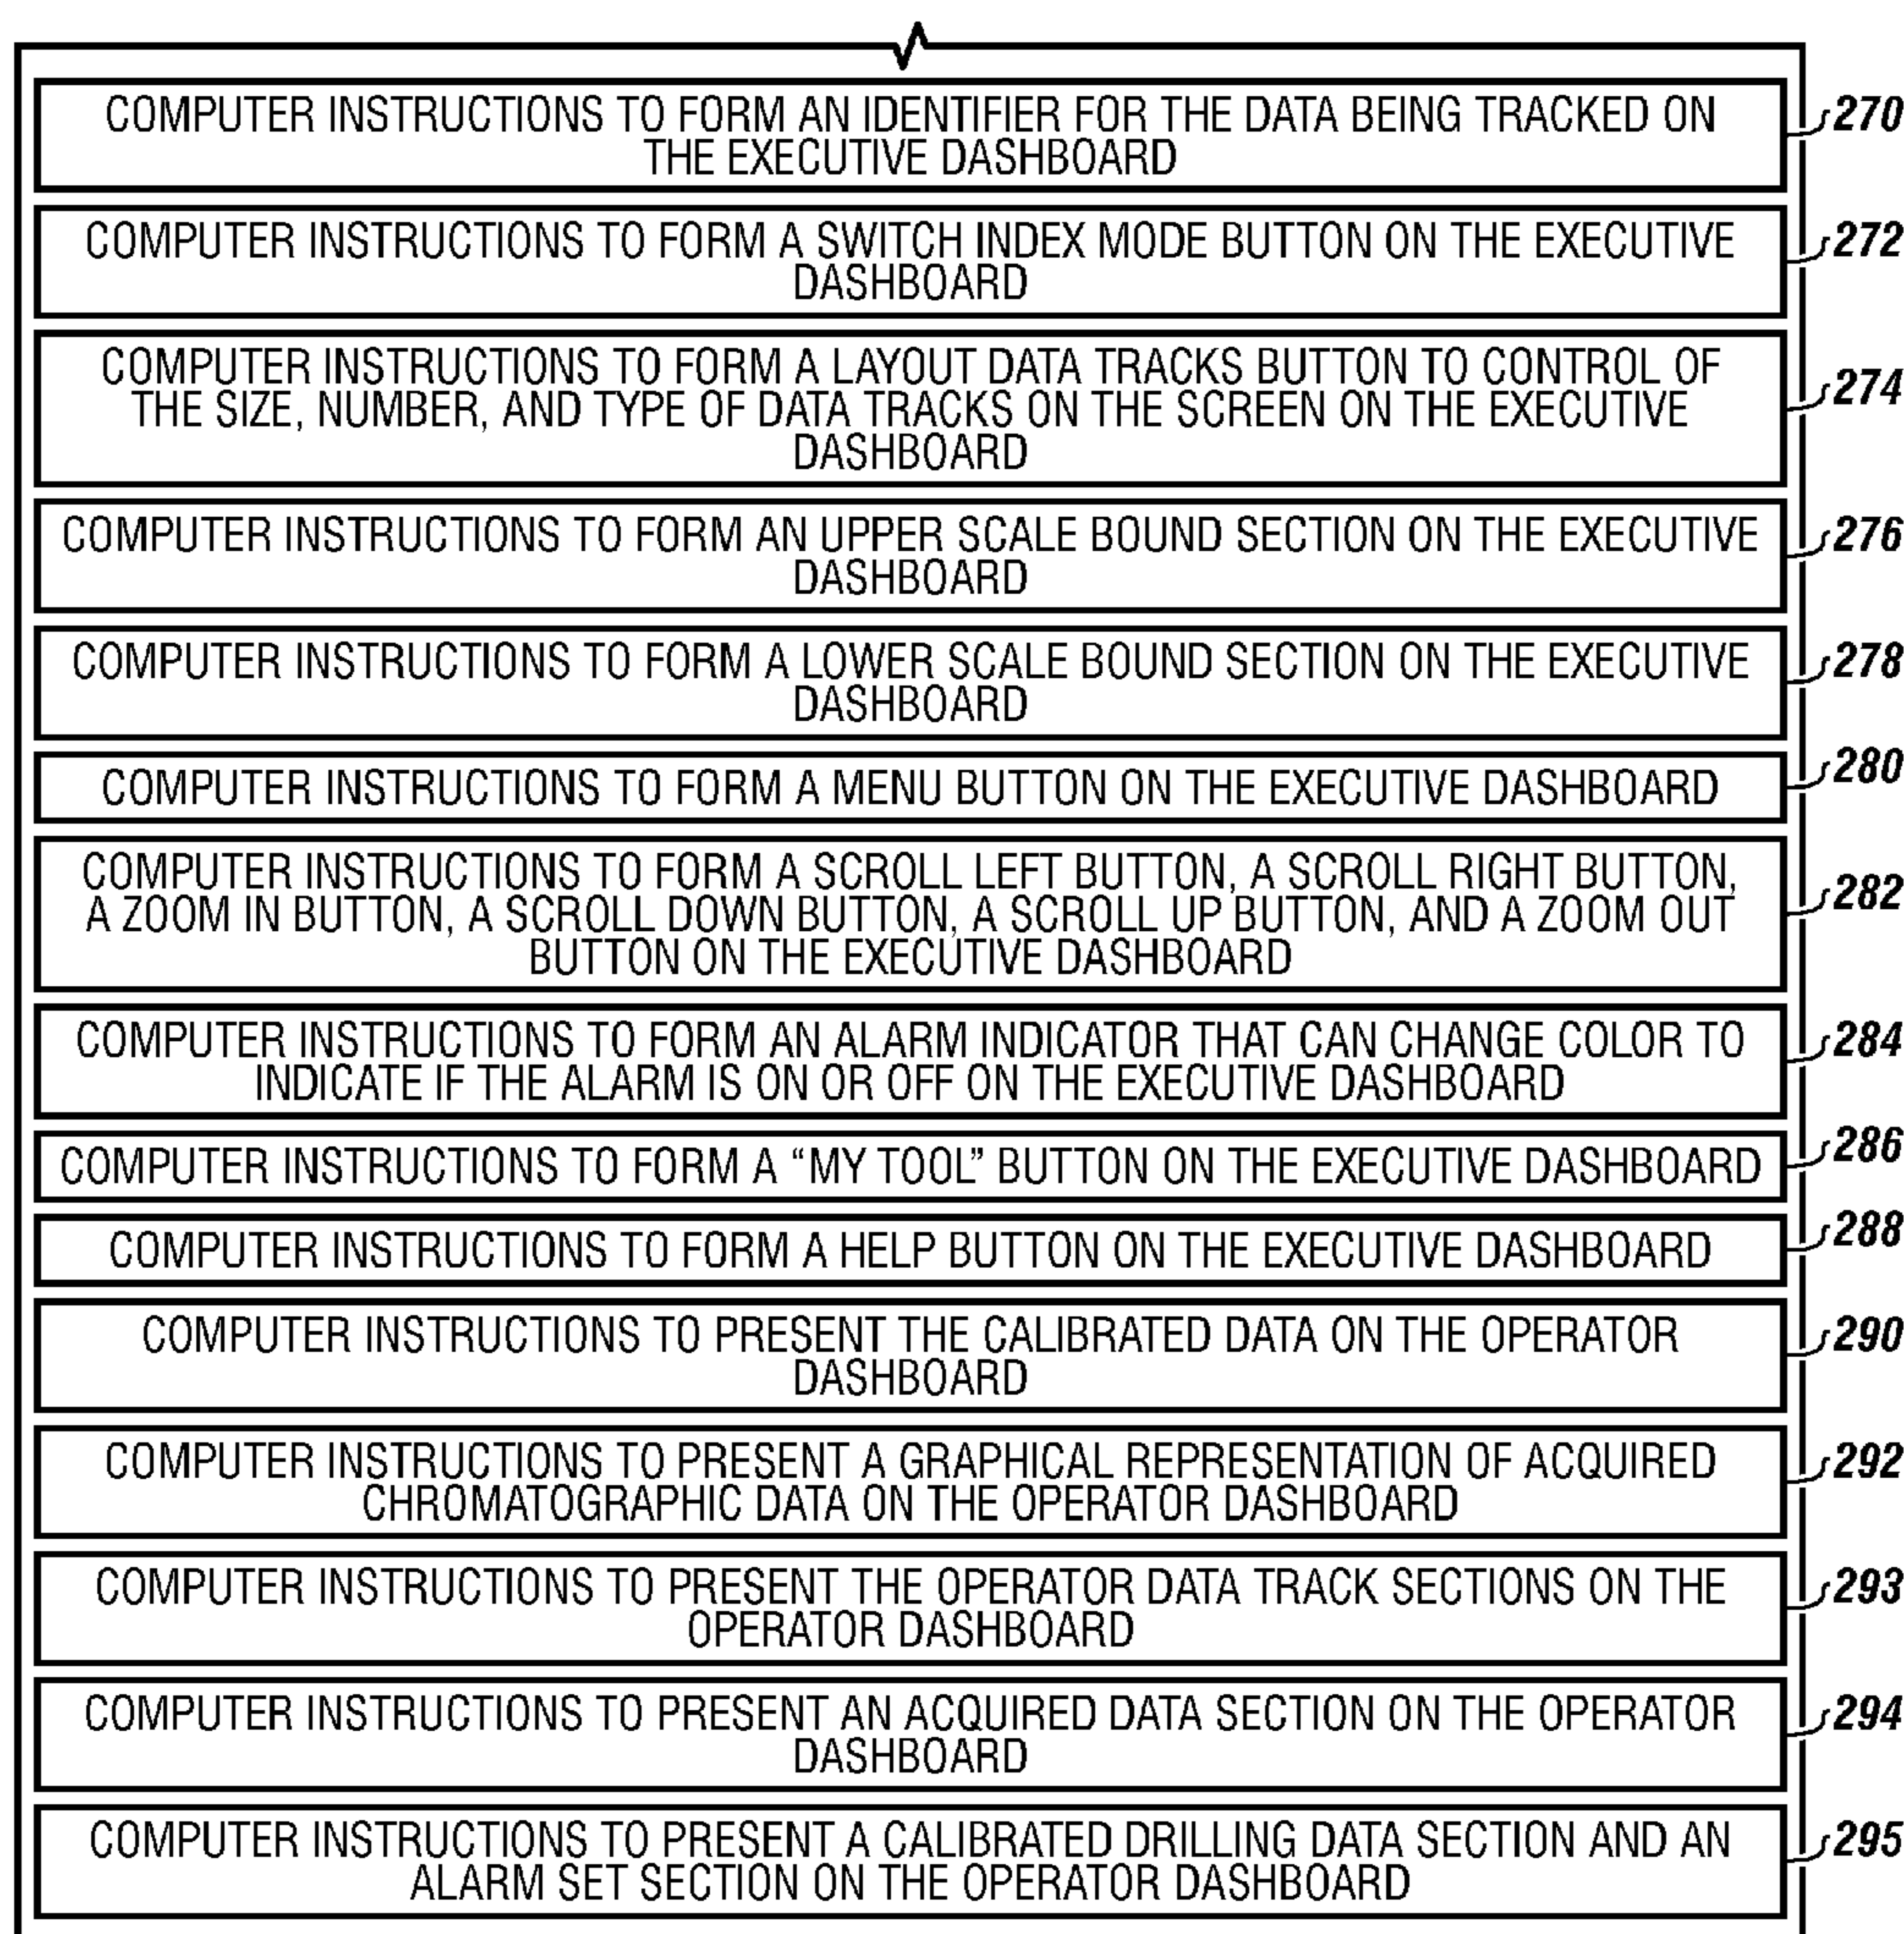 COMPUTER INSTRUCTIONS TO FORM AN IDENTIFIER FOR THE DATA BEING TRACKED ON
THE EXECUTIVE DASHBOARD
270
COMPUTER INSTRUCTIONS TO FORM A SWITCH INDEX MODE BUTTON ON THE EXECUTIVE
DASHBOARD
272
COMPUTER INSTRUCTIONS TO FORM A LAYOUT DATA TRACKS BUTTON TO CONTROL OF
THE SIZE, NUMBER, AND TYPE OF DATA TRACKS ON THE SCREEN ON THE EXECUTIVE
DASHBOARD
274
COMPUTER INSTRUCTIONS TO FORM AN UPPER SCALE BOUND SECTION ON THE EXECUTIVE
DASHBOARD
276
COMPUTER INSTRUCTIONS TO FORM A LOWER SCALE BOUND SECTION ON THE EXECUTIVE
DASHBOARD
278
COMPUTER INSTRUCTIONS TO FORM A MENU BUTTON ON THE EXECUTIVE DASHBOARD
280
COMPUTER INSTRUCTIONS TO FORM A SCROLL LEFT BUTTON, A SCROLL RIGHT BUTTON,
A ZOOM IN BUTTON, A SCROLL DOWN BUTTON, A SCROLL UP BUTTON, AND A ZOOM OUT
BUTTON ON THE EXECUTIVE DASHBOARD
282
COMPUTER INSTRUCTIONS TO FORM AN ALARM INDICATOR THAT CAN CHANGE COLOR TO
INDICATE IF THE ALARM IS ON OR OFF ON THE EXECUTIVE DASHBOARD
284
COMPUTER INSTRUCTIONS TO FORM A “MY TOOL” BUTTON ON THE EXECUTIVE DASHBOARD
286
COMPUTER INSTRUCTIONS TO FORM A HELP BUTTON ON THE EXECUTIVE DASHBOARD
288
COMPUTER INSTRUCTIONS TO PRESENT THE CALIBRATED DATA ON THE OPERATOR
DASHBOARD
290
COMPUTER INSTRUCTIONS TO PRESENT A GRAPHICAL REPRESENTATION OF ACQUIRED
CHROMATOGRAPHIC DATA ON THE OPERATOR DASHBOARD
292
COMPUTER INSTRUCTIONS TO PRESENT THE OPERATOR DATA TRACK SECTIONS ON THE
OPERATOR DASHBOARD
293
COMPUTER INSTRUCTIONS TO PRESENT AN ACQUIRED DATA SECTION ON THE OPERATOR
DASHBOARD
294
COMPUTER INSTRUCTIONS TO PRESENT A CALIBRATED DRILLING DATA SECTION AND AN
ALARM SET SECTION ON THE OPERATOR DASHBOARD
295